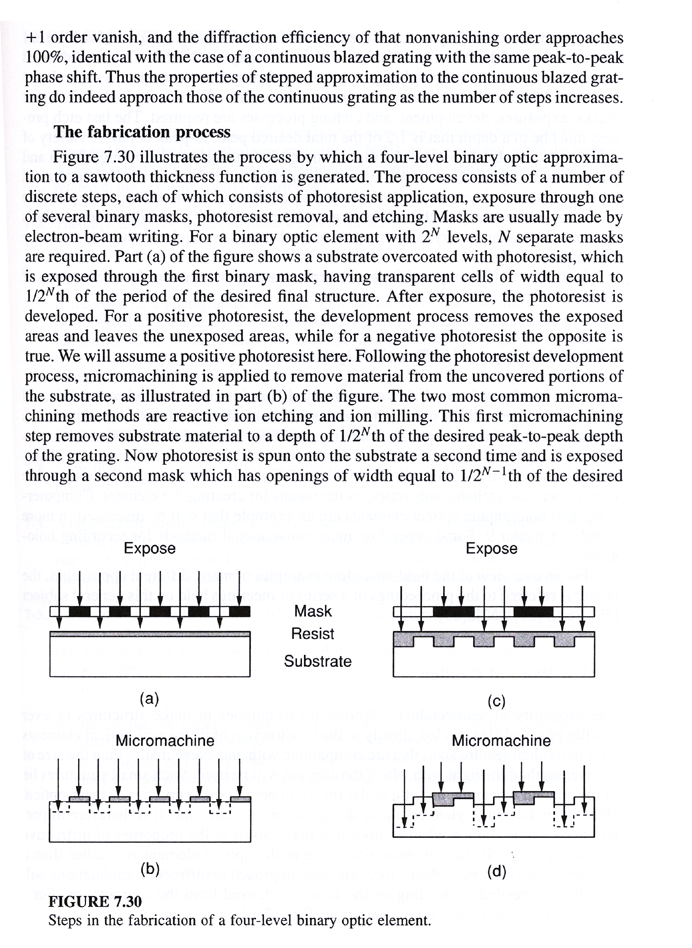 +1 order vanish, and the diffraction efficiency of that nonvanishing order approaches
100%, identical with the case of a continuous blazed grating with the same peak-to-peak
phase shift. Thus the properties of stepped approximation to the continuous blazed grat-
ing do indeed approach those of the continuous grating as the number of steps increases.
The fabrication process
Figure 7.30 illustrates the process by which a four-level binary optic approxima-
tion to a sawtooth thickness function is generated. The process consists of a number of
discrete steps, each of which consists of photoresist application, exposure through one
of several binary masks, photoresist removal, and etching. Masks are usually made by
electron-beam writing. For a binary optic element with 2^N levels, N separate masks
are required. Part (a) of the figure shows a substrate overcoated with photoresist, which
is exposed through the first binary mask, having transparent cells of width equal to
1/2^Nth of the period of the desired final structure. After exposure, the photoresist is
developed. For a positive photoresist, the development process removes the exposed
areas and leaves the unexposed areas, while for a negative photoresist the opposite is
true. We will assume a positive photoresist here. Following the photoresist development
process, micromachining is applied to remove material from the uncovered portions of
the substrate, as illustrated in part (b) of the figure. The two most common microma-
chining methods are reactive ion etching and ion milling. This first micromachining
step removes substrate material to a depth of 1/2^Nth of the desired peak-to-peak depth
of the grating. Now photoresist is spun onto the substrate a second time and is exposed
through a second mask which has openings of width equal to 1/2^(N−1)th of the desired
Expose
Expose
Mask
Resist
Substrate
(a)
(c)
Micromachine
Micromachine
(b)
(d)
FIGURE 7.30
Steps in the fabrication of a four-level binary optic element.